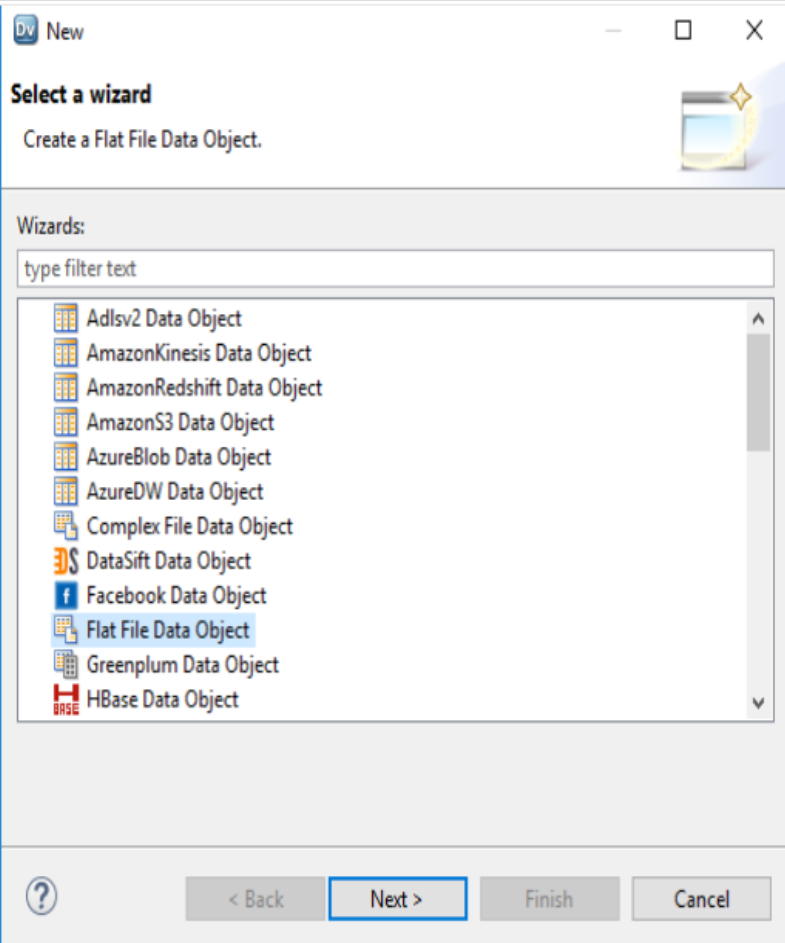 Dv New
Select a wizard
Create a Flat File Data Object.
Wizards:
type filter text
Adlsv2 Data Object
AmazonKinesis Data Object
AmazonRedshift Data Object
AmazonS3 Data Object
AzureBlob Data Object
AzureDW Data Object
Complex File Data Object
DS DataSift Data Object
f Facebook Data Object
Flat File Data Object
Greenplum Data Object
H BASE HBase Data Object
? < Back Next > Finish Cancel